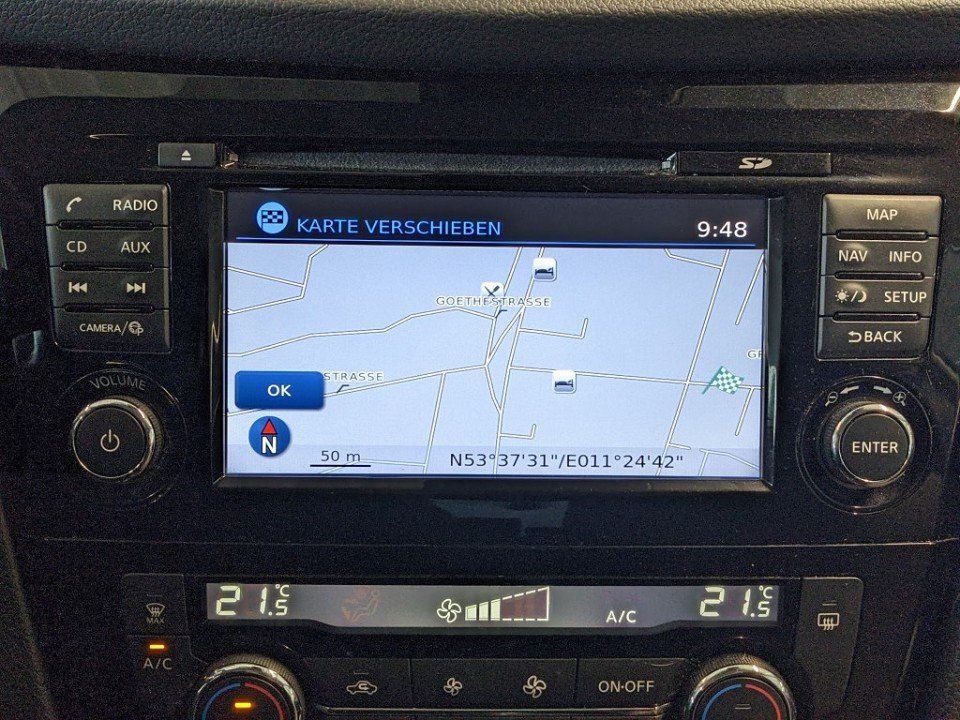 SD
RADIO
CD AUX
CAMERA/
VOLUME
KARTE VERSCHIEBEN 9:48
GOETHESTRASSE
STRASSE
OK
N
50 m N53°37'31"/E011°24'42"
MAP
NAV INFO
SETUP
BACK
ENTER
MAX
A/C
21.5 °C
A/C
21.5 °C
ON·OFF